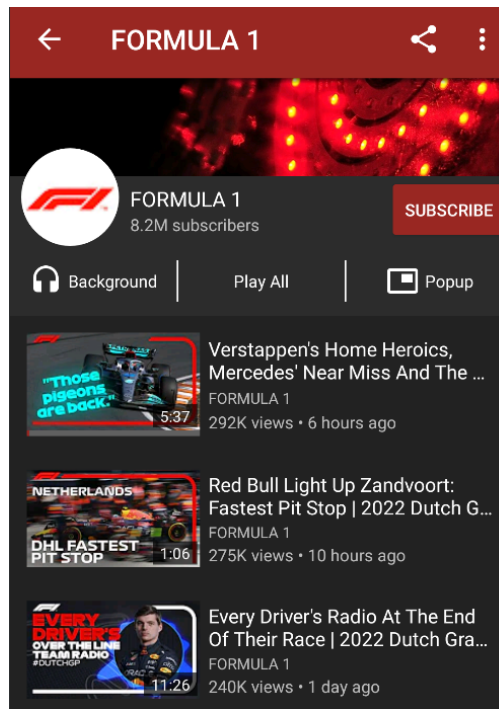 FORMULA 1
FORMULA 1
8.2M subscribers
SUBSCRIBE
Background
Play All
Popup
"Those
pigeons
are back."
5:37
Verstappen's Home Heroics,
Mercedes' Near Miss And The ...
FORMULA 1
292K views • 6 hours ago
NETHERLANDS
DHL FASTEST
PIT STOP
1:06
Red Bull Light Up Zandvoort:
Fastest Pit Stop | 2022 Dutch G...
FORMULA 1
275K views • 10 hours ago
EVERY
DRIVER'S
OVER THE LINE
TEAM RADIO
#DUTCHGP
11:26
Every Driver's Radio At The End
Of Their Race | 2022 Dutch Gra...
FORMULA 1
240K views • 1 day ago